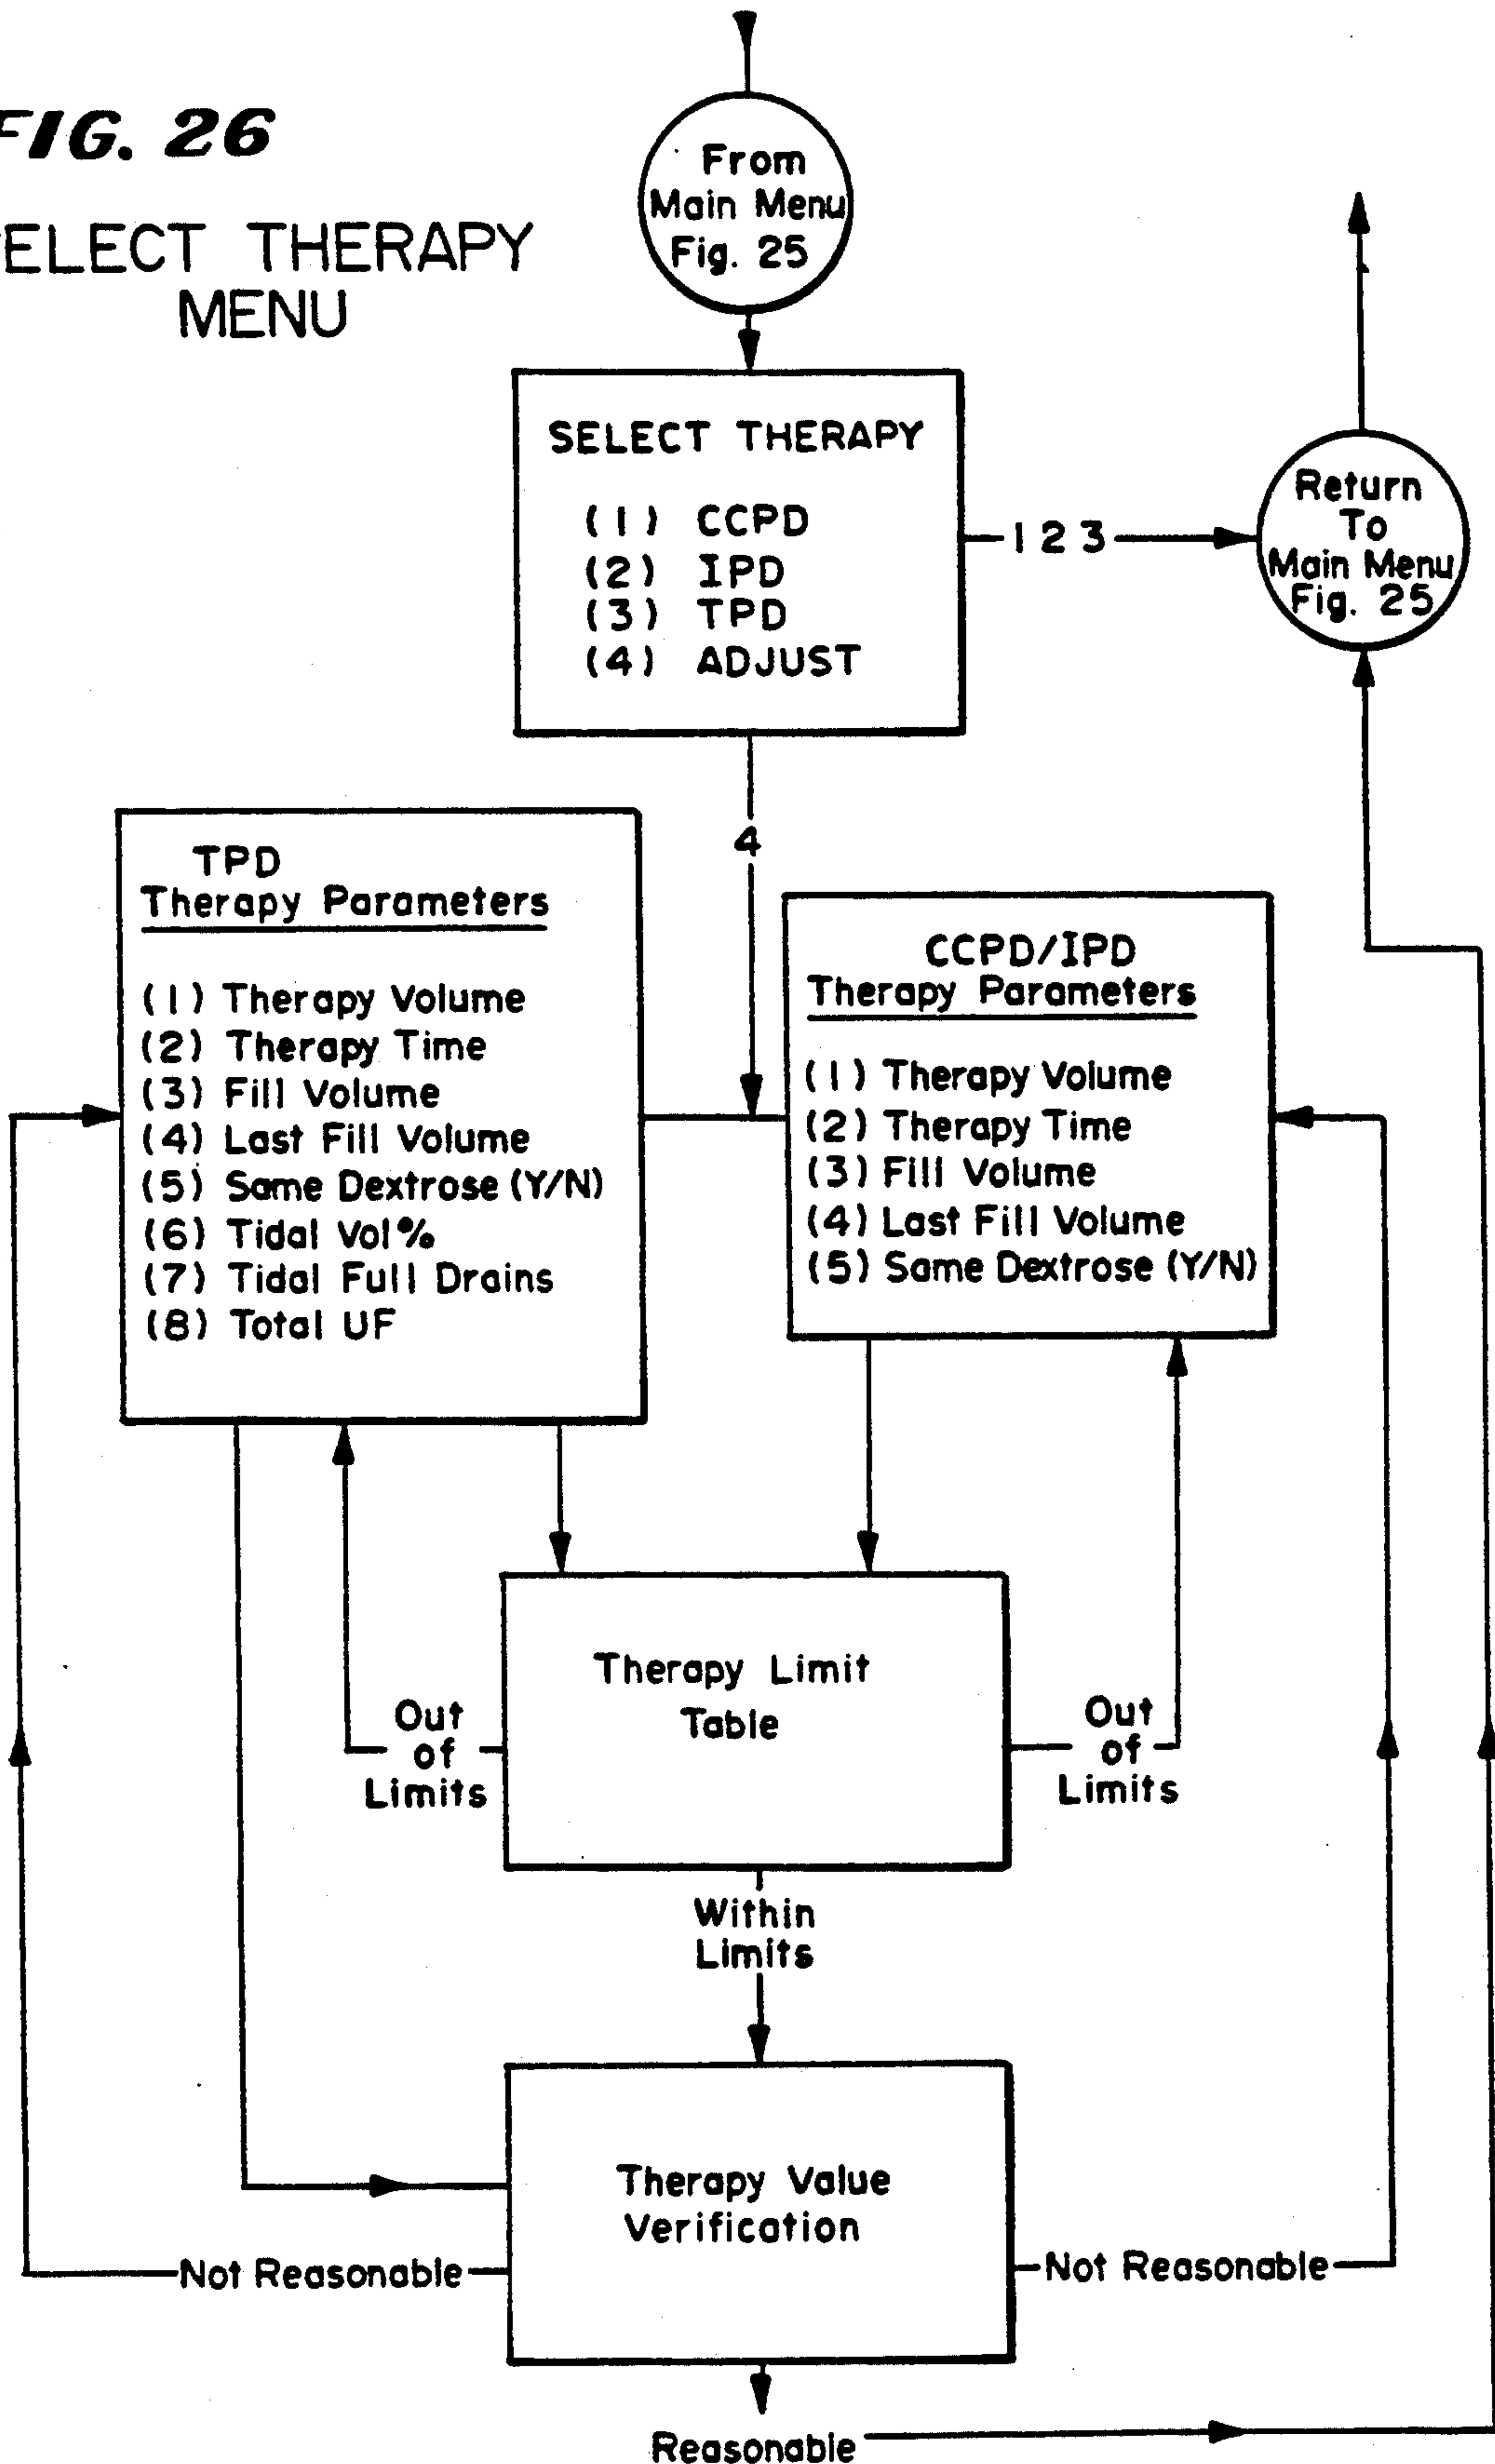 FIG. 26
ELECT THERAPY
MENU
From
Main Menu
Fig. 25
SELECT THERAPY
(1) CCPD
(2) IPD
(3) TPD
(4) ADJUST
1 2 3
Return
To
Main Menu
Fig. 25
4
TPD
Therapy Parameters
(1) Therapy Volume
(2) Therapy Time
(3) Fill Volume
(4) Last Fill Volume
(5) Same Dextrose (Y/N)
(6) Tidal Vol%
(7) Tidal Full Drains
(8) Total UF
CCPD/IPD
Therapy Parameters
(1) Therapy Volume
(2) Therapy Time
(3) Fill Volume
(4) Last Fill Volume
(5) Same Dextrose (Y/N)
Therapy Limit
Table
Out
of
Limits
Out
of
Limits
Within
Limits
Therapy Value
Verification
Not Reasonable
Not Reasonable
Reasonable